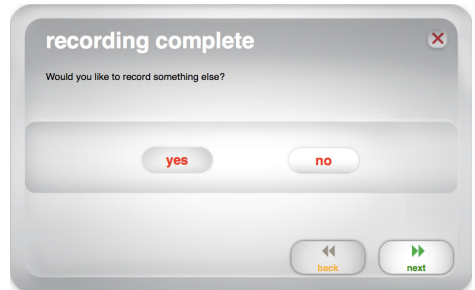 recording complete
Would you like to record something else?
yes no
back next